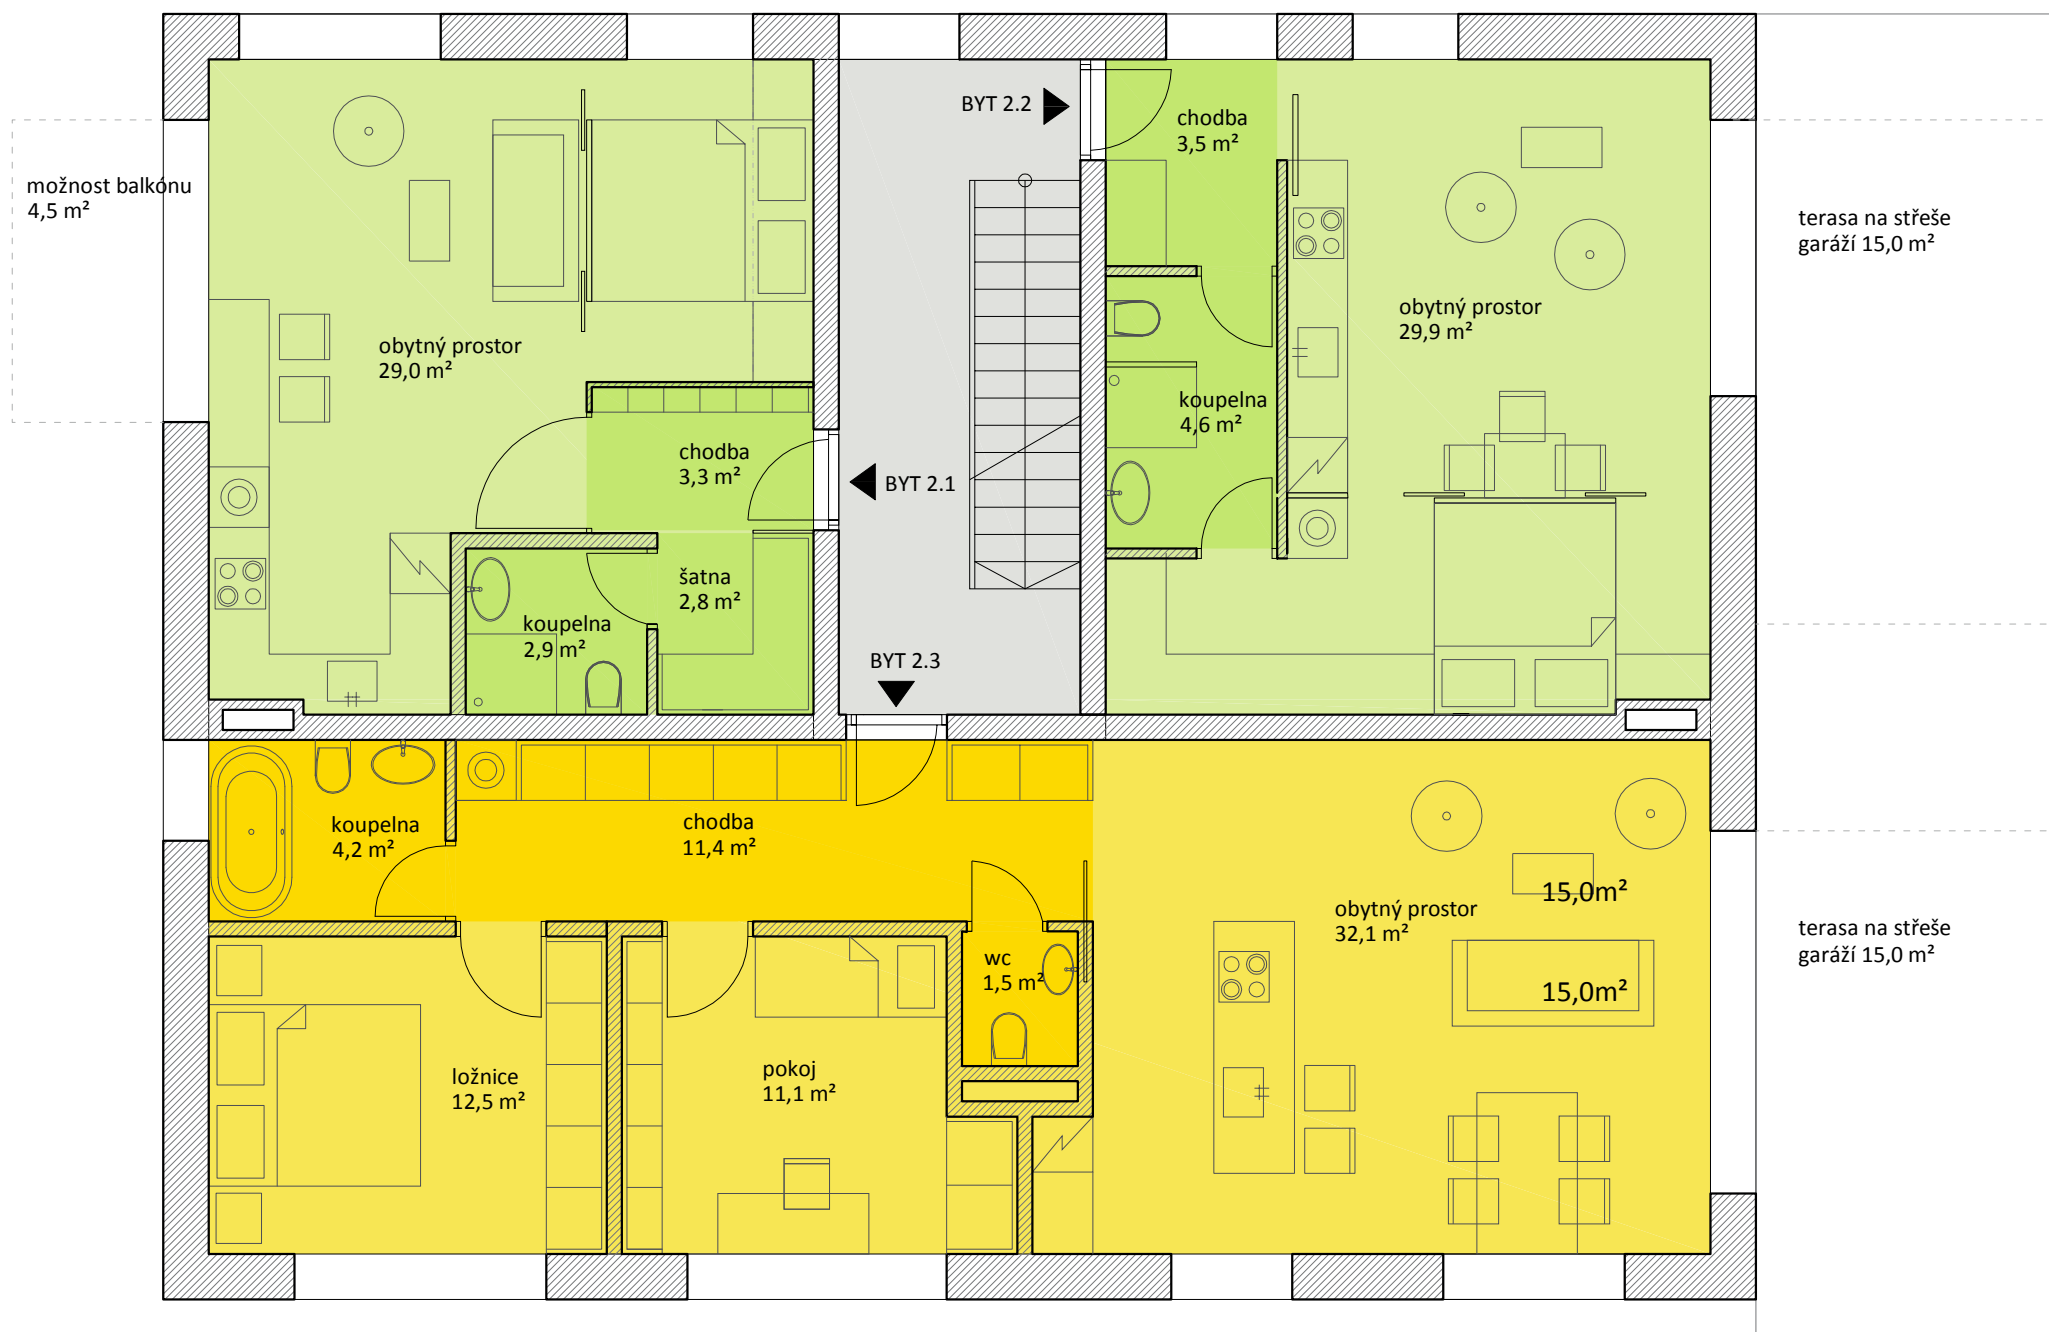 BYT 2.2
chodba
3,5 m²
možnost balkónu
4,5 m²
terasa na střeše
garáží 15,0 m²
obytný prostor
29,0 m²
obytný prostor
29,9 m²
koupelna
4,6 m²
chodba
3,3 m²
BYT 2.1
šatna
2,8 m²
koupelna
2,9 m²
BYT 2.3
koupelna
4,2 m²
chodba
11,4 m²
obytný prostor
32,1 m²
15,0m²
15,0m²
terasa na střeše
garáží 15,0 m²
wc
1,5 m²
ložnice
12,5 m²
pokoj
11,1 m²